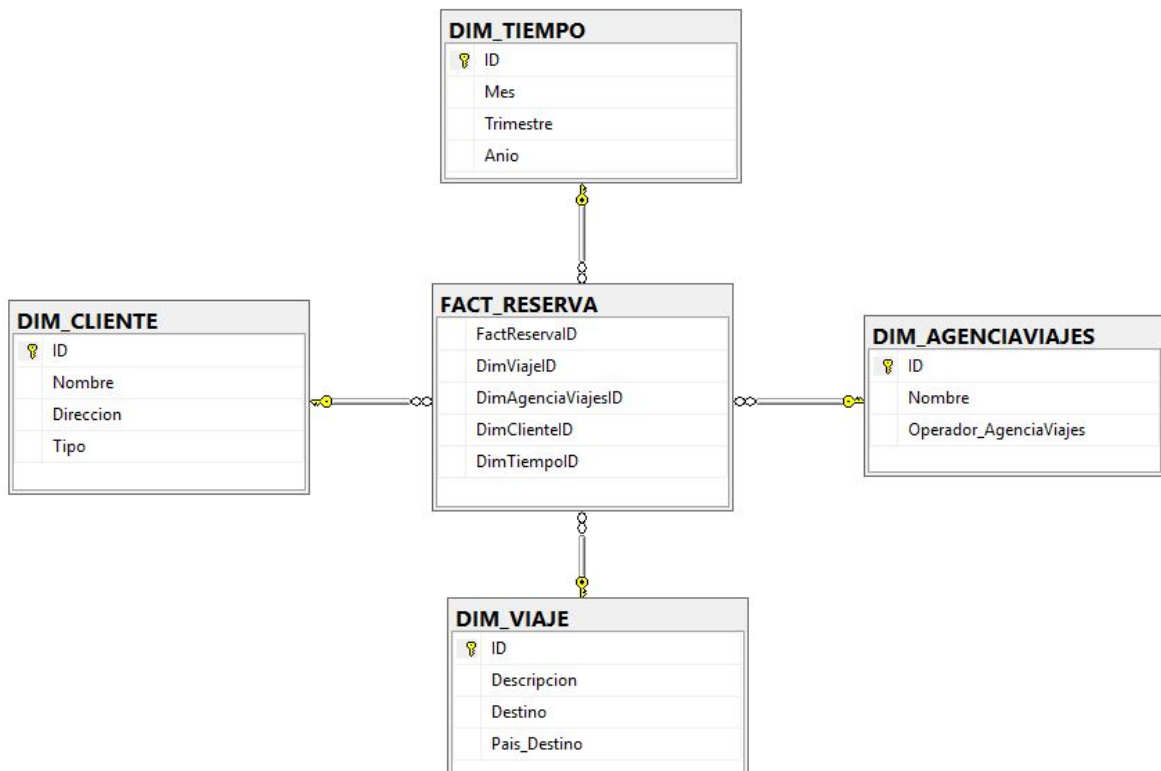 DIM_TIEMPO
ID
Mes
Trimestre
Anio
DIM_CLIENTE
ID
Nombre
Direccion
Tipo
FACT_RESERVA
FactReservaID
DimViajeID
DimAgenciaViajesID
DimClienteID
DimTiempoID
DIM_AGENCIAVIAJES
ID
Nombre
Operador_AgenciaViajes
DIM_VIAJE
ID
Descripcion
Destino
Pais_Destino